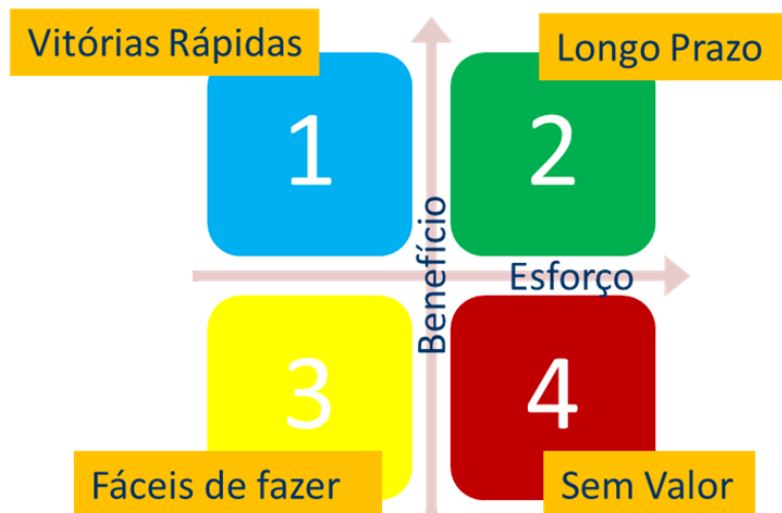 Vitórias Rápidas
Longo Prazo
1
2
Benefício
Esforço
3
4
Fáceis de fazer
Sem Valor